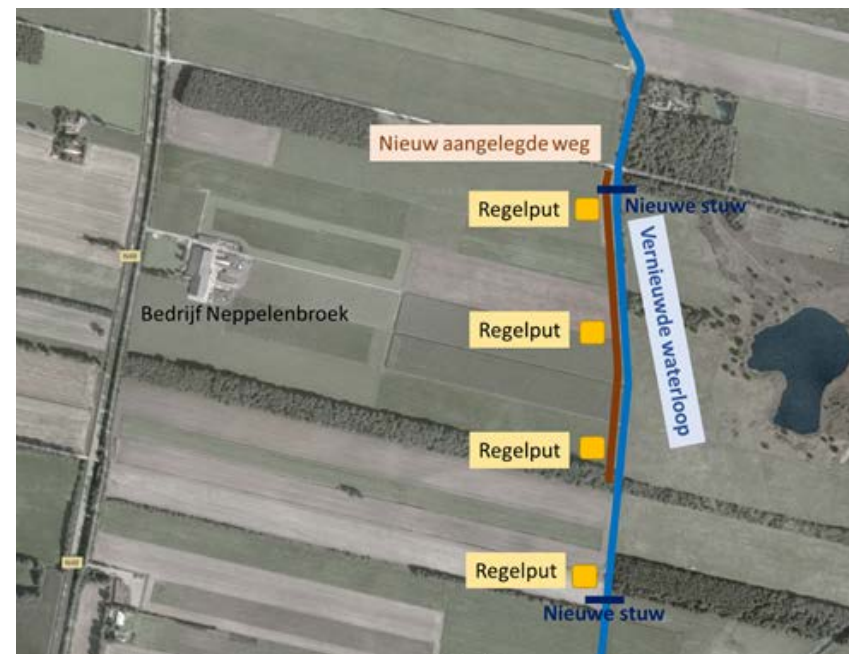 Nieuw aangelegde weg
Regelput
Nieuwe stuw
Vernieuwde waterloop
Bedrijf Neppelenbroek
Regelput
Regelput
Regelput
Nieuwe stuw